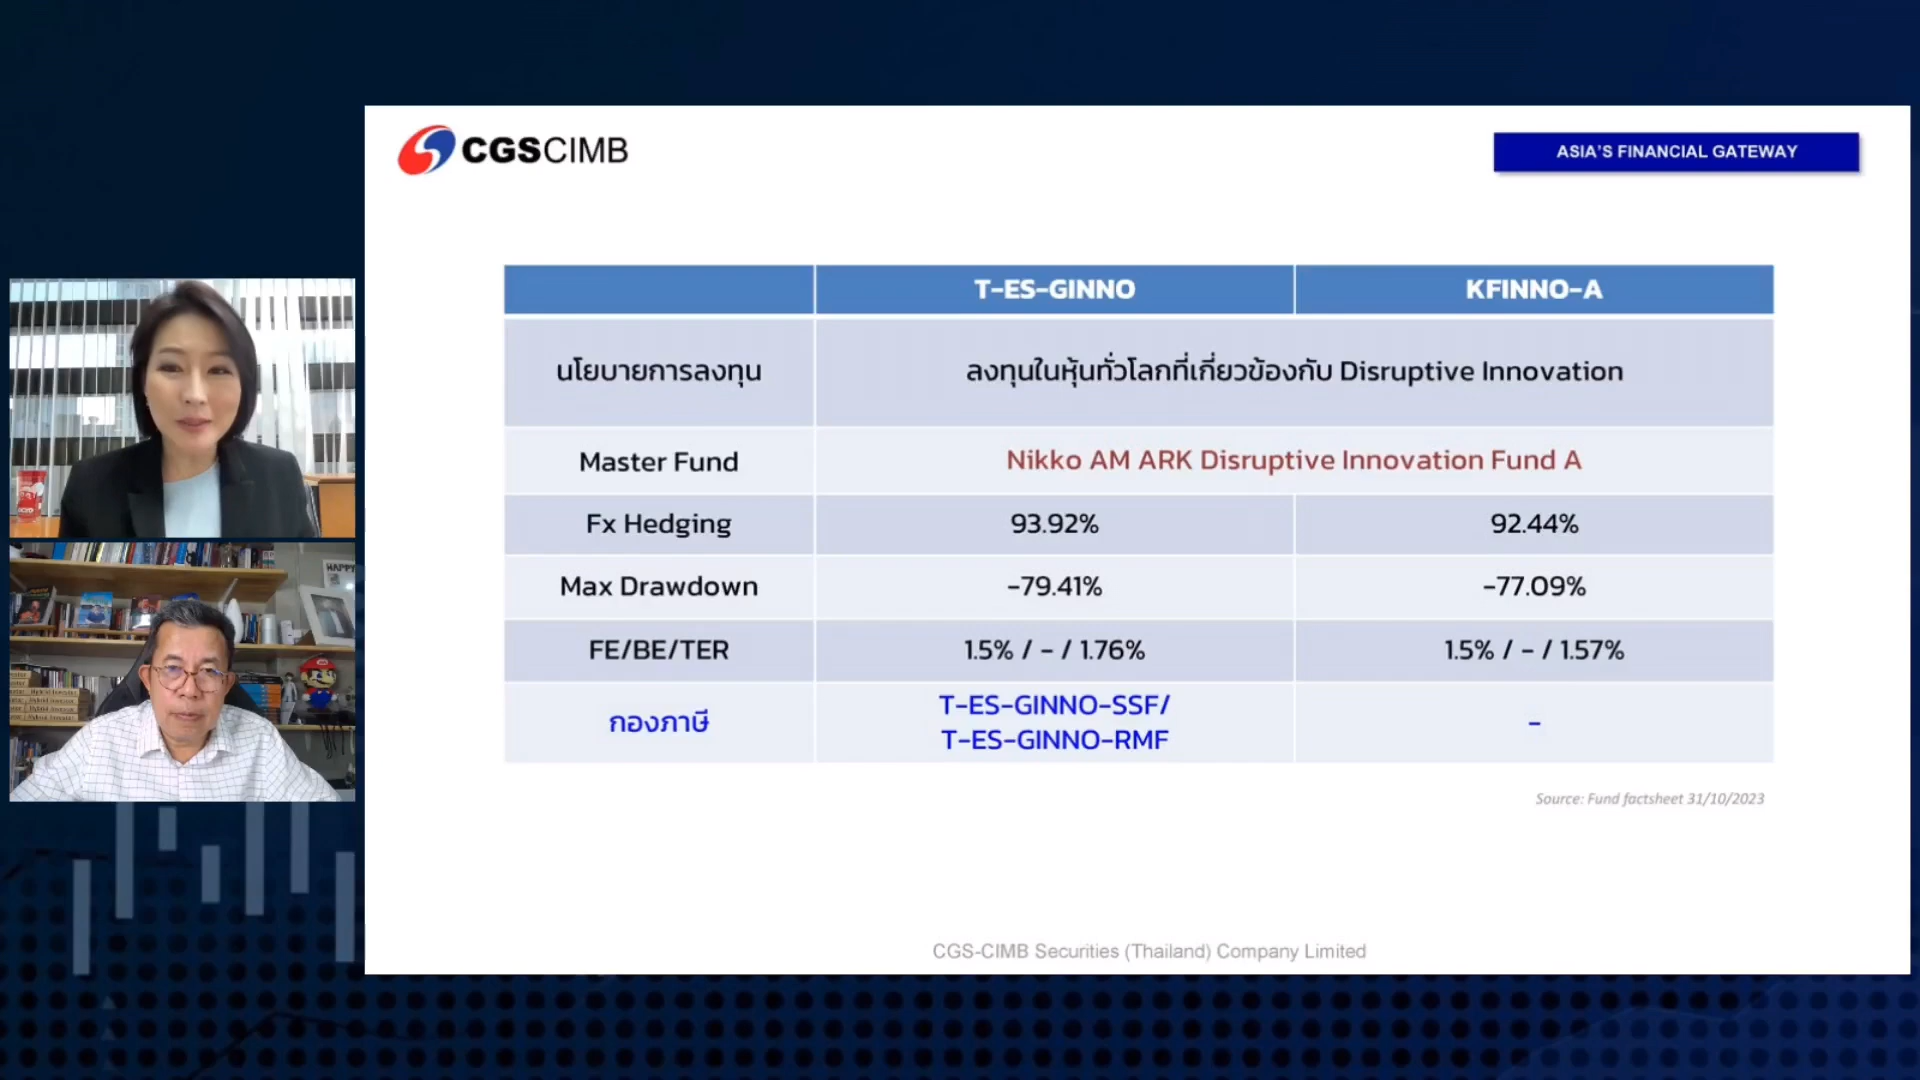 CGSCIMB
ASIA'S FINANCIAL GATEWAY
T-ES-GINNO
KFINNO-A
นโยบายการลงทุน
ลงทุนในหุ้นทั่วโลกที่เกี่ยวข้องกับ Disruptive Innovation
Master Fund
Nikko AM ARK Disruptive Innovation Fund A
Fx Hedging
93.92%
92.44%
Max Drawdown
-79.41%
-77.09%
FE/BE/TER
1.5% / - / 1.76%
1.5% / - / 1.57%
กองภาษี
T-ES-GINNO-SSF/
T-ES-GINNO-RMF
-
Source: Fund factsheet 31/10/2023
CGS-CIMB Securities (Thailand) Company Limited
HAPPY